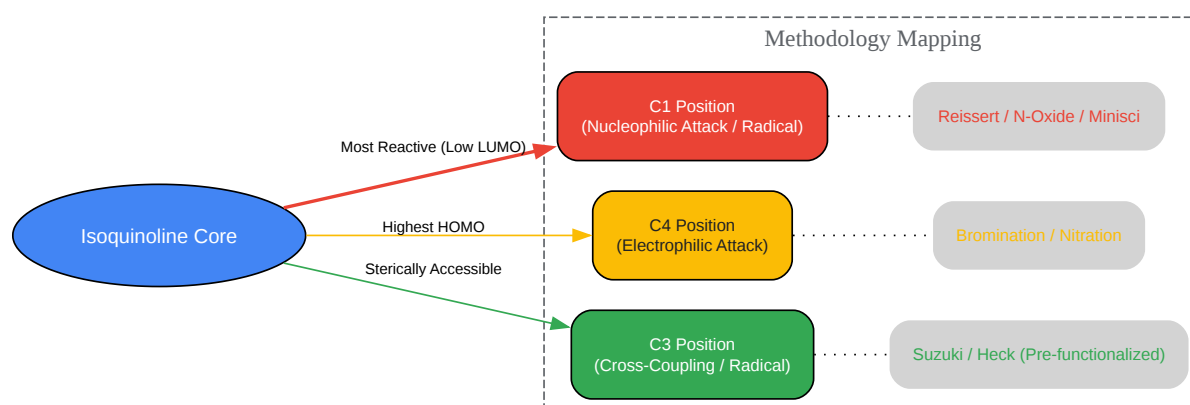 Methodology Mapping
C1 Position
(Nucleophilic Attack / Radical)
Reissert / N-Oxide / Minisci
Most Reactive (Low LUMO)
Isoquinoline Core
Highest HOMO
C4 Position
(Electrophilic Attack)
Bromination / Nitration
Sterically Accessible
C3 Position
(Cross-Coupling / Radical)
Suzuki / Heck (Pre-functionalized)